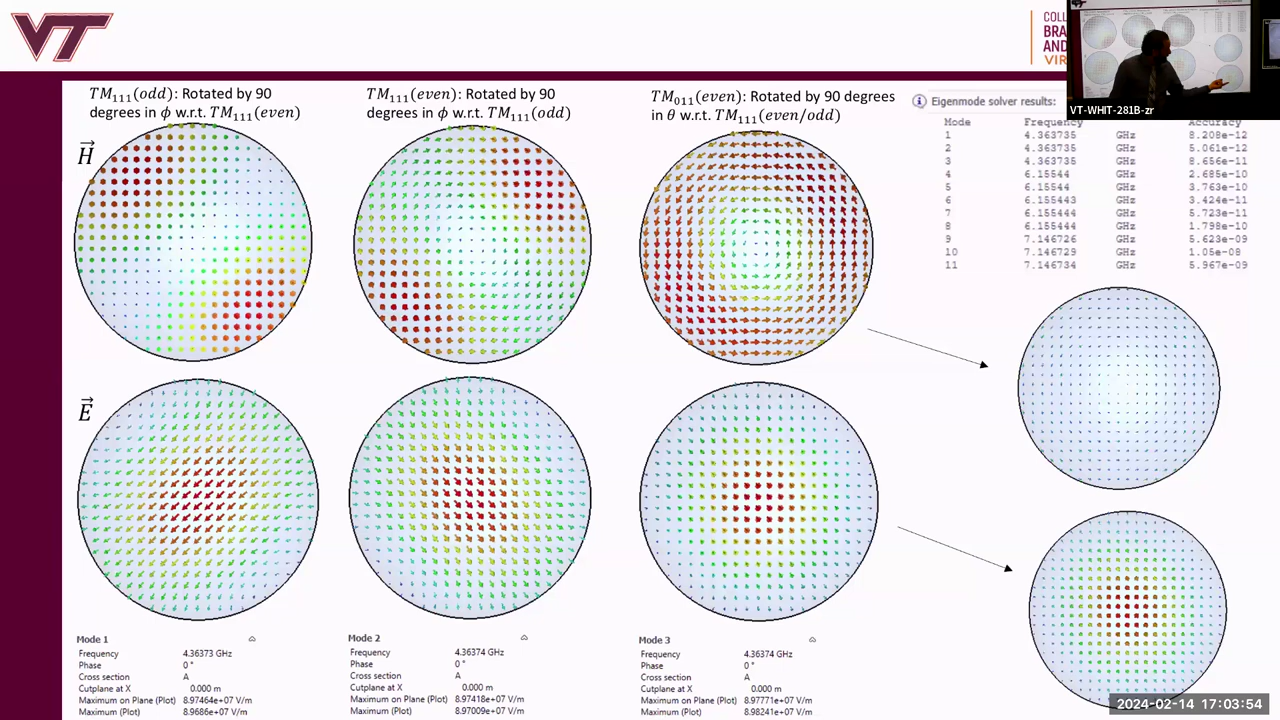 VT
COLL
BRA
AND
VIR
VT-WHIT-281B-zr
TM₁₁₁(odd): Rotated by 90
degrees in ϕ w.r.t. TM₁₁₁(even)
TM₁₁₁(even): Rotated by 90
degrees in ϕ w.r.t. TM₁₁₁(odd)
TM₀₁₁(even): Rotated by 90 degrees
in θ w.r.t. TM₁₁₁(even/odd)
Eigenmode solver results:
Mode Frequency Accuracy
1 4.363735 GHz 8.208e-12
2 4.363735 GHz 5.061e-12
3 4.363735 GHz 8.656e-11
4 6.15544 GHz 2.685e-10
5 6.15544 GHz 3.763e-10
6 6.155443 GHz 3.424e-11
7 6.155444 GHz 5.723e-11
8 6.155444 GHz 1.798e-10
9 7.146726 GHz 5.623e-09
10 7.146729 GHz 1.05e-08
11 7.146734 GHz 5.967e-09
H⃗
E⃗
Mode 1
Frequency 4.36373 GHz
Phase 0 °
Cross section A
Cutplane at X 0.000 m
Maximum on Plane (Plot) 8.97464e+07 V/m
Maximum (Plot) 8.9686e+07 V/m
Mode 2
Frequency 4.36374 GHz
Phase 0 °
Cross section A
Cutplane at X 0.000 m
Maximum on Plane (Plot) 8.97418e+07 V/m
Maximum (Plot) 8.97009e+07 V/m
Mode 3
Frequency 4.36374 GHz
Phase 0 °
Cross section A
Cutplane at X 0.000 m
Maximum on Plane (Plot) 8.97771e+07 V/m
Maximum (Plot) 8.98241e+07 V/m
2024-02-14 17:03:54